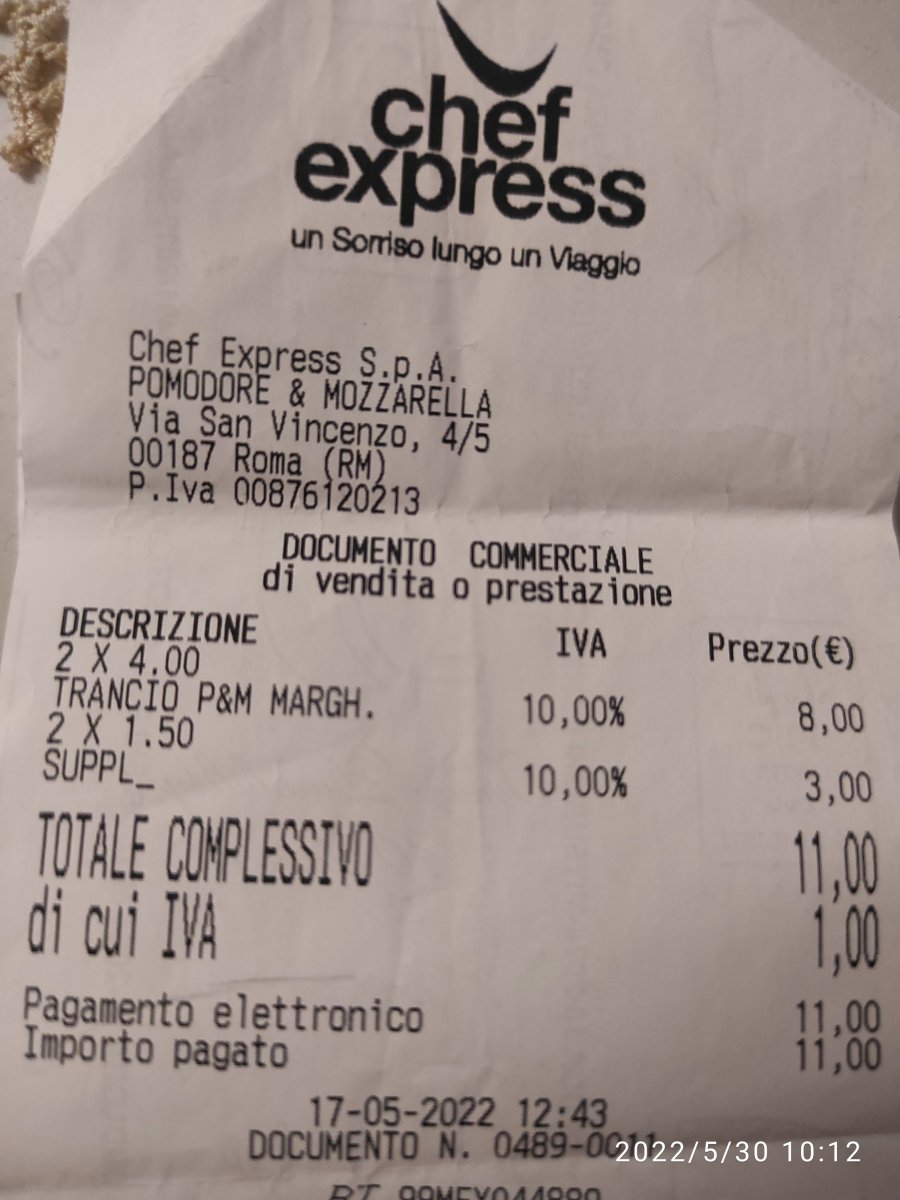 chef
express
un Sorriso lungo un Viaggio
Chef Express S.p.A.
POMODORE & MOZZARELLA
Via San Vincenzo, 4/5
00187 Roma (RM)
P.Iva 00876120213
DOCUMENTO COMMERCIALE
di vendita o prestazione
DESCRIZIONE IVA Prezzo(€)
2 X 4.00
TRANCIO P&M MARGH. 10,00% 8,00
2 X 1.50
SUPPL_ 10,00% 3,00
TOTALE COMPLESSIVO 11,00
di cui IVA 1,00
Pagamento elettronico 11,00
Importo pagato 11,00
17-05-2022 12:43
DOCUMENTO N.
2022/5/30 10:12
RT